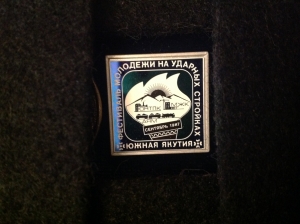 ФЕСТИВАЛЬ МОЛОДЕЖИ НА УДАРНЫХ СТРОЙКАХ
СЕНТЯБРЬ 1987
ЮЖНАЯ ЯКУТИЯ